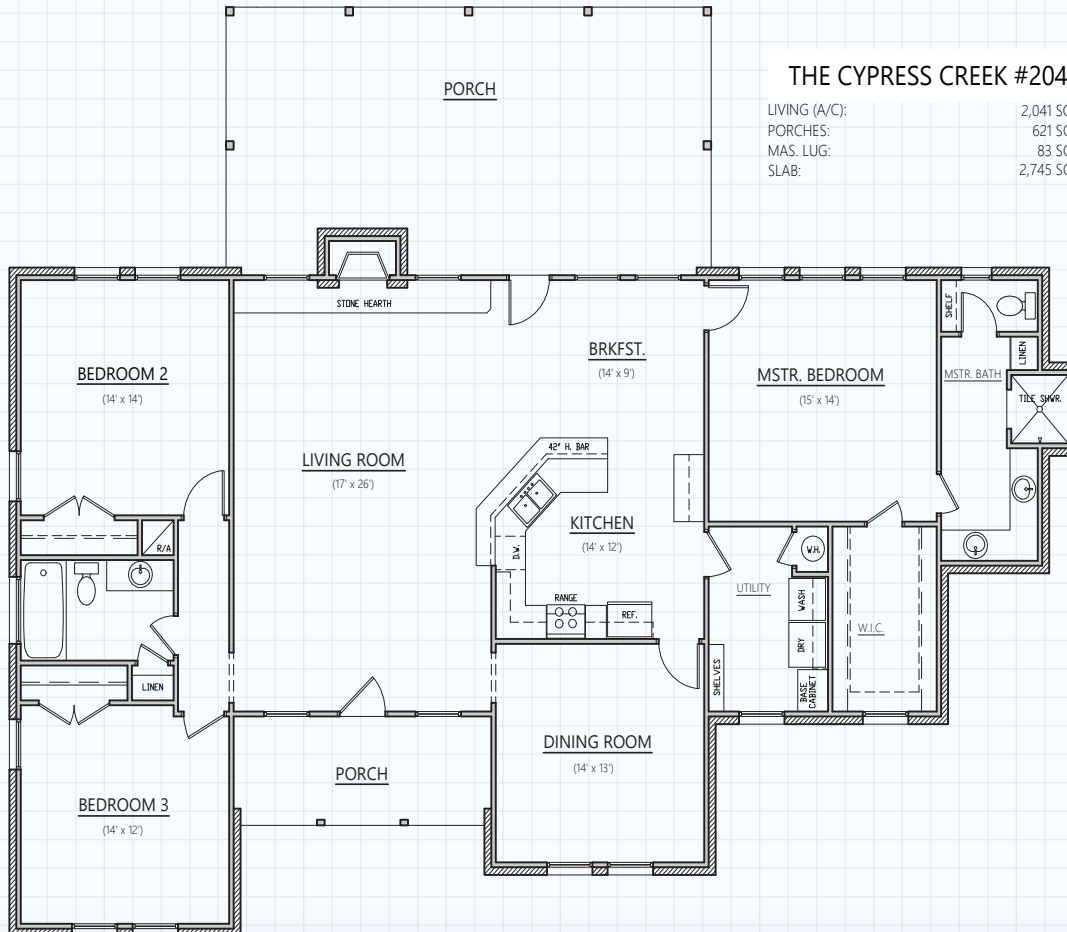 THE CYPRESS CREEK #204
LIVING (A/C): 2,041 SQ
PORCHES: 621 SQ
MAS. LUG: 83 SQ
SLAB: 2,745 SQ
PORCH
STONE HEARTH
SHELF
LINEN
BRKFST.
(14' x 9')
BEDROOM 2
(14' x 14')
MSTR. BEDROOM
(15' x 14')
MSTR. BATH
TILE SHWR.
42" H. BAR
LIVING ROOM
(17' x 26')
KITCHEN
(14' x 12')
R/A
D.W.
W.H.
UTILITY
RANGE
REF.
WASH
DRY
W.I.C.
LINEN
SHELVES
BASE
CABINET
DINING ROOM
(14' x 13')
PORCH
BEDROOM 3
(14' x 12')